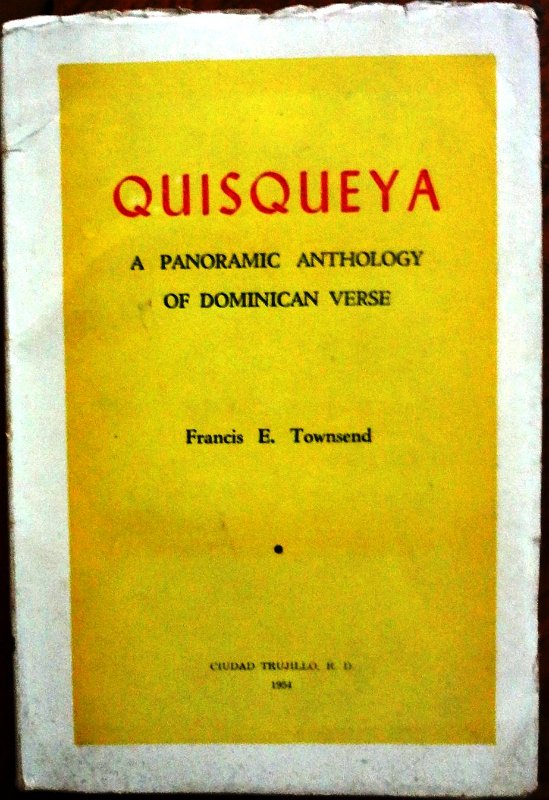 QUISQUEYA
A PANORAMIC ANTHOLOGY
OF DOMINICAN VERSE
Francis E. Townsend
CIUDAD TRUJILLO, R. D.
1954